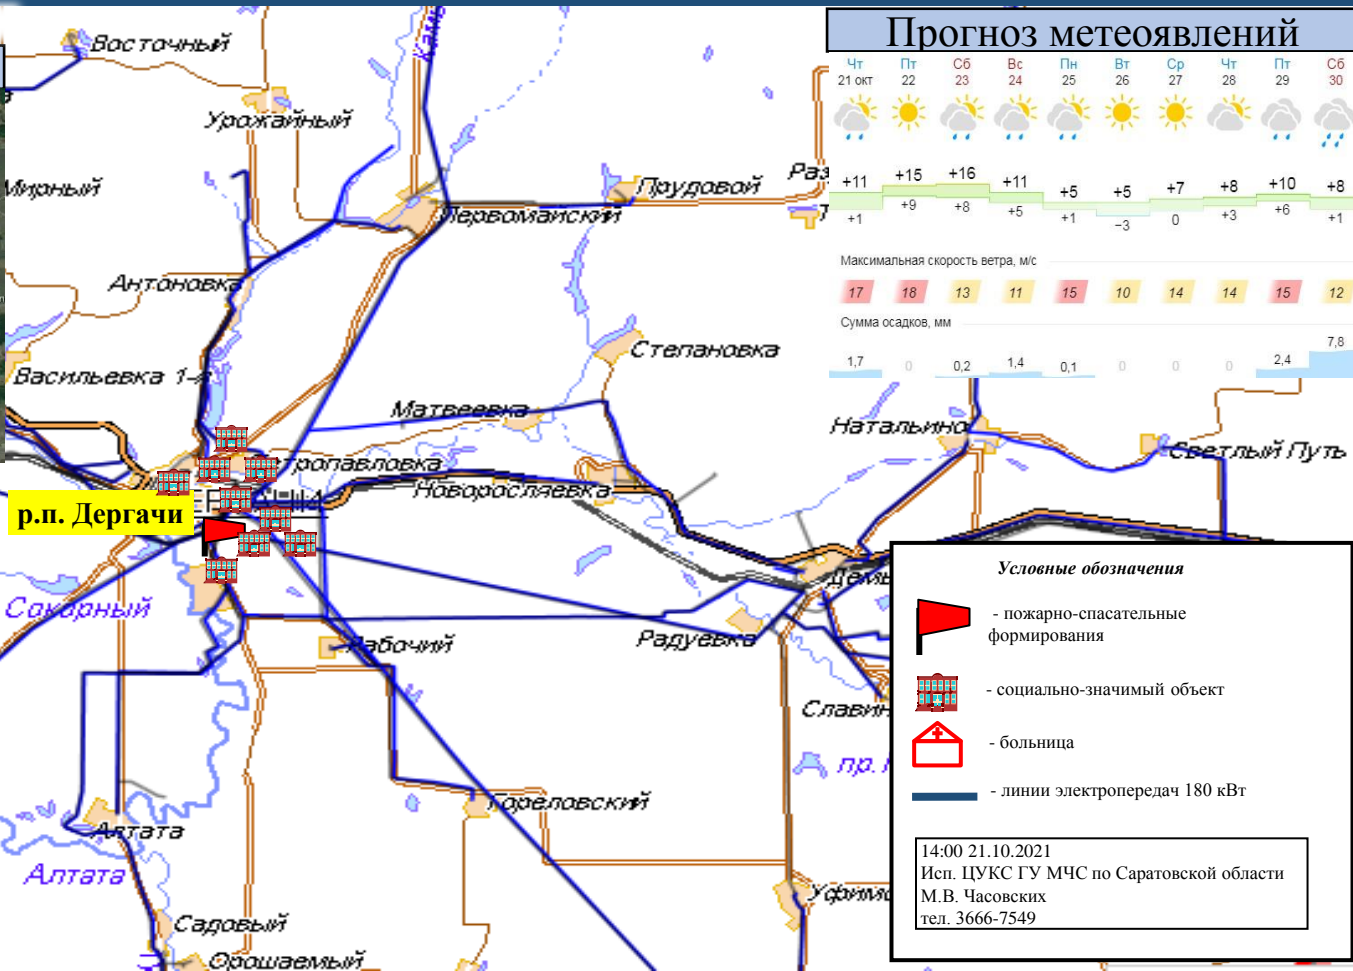 Прогноз метеоявлений
Чт Пт Сб Вс Пн Вт Ср Чт Пт Сб
21 окт 22 23 24 25 26 27 28 29 30
+11 +15 +16 +11 +5 +5 +7 +8 +10 +8
+1 +9 +8 +5 +1 −3 0 +3 +6 +1
Максимальная скорость ветра, м/с
17 18 13 11 15 10 14 14 15 12
Сумма осадков, мм
1,7 0 0,2 1,4 0,1 0 0 0 2,4 7,8
Восточный
Урожайный
Мирный
Прудовой
Первомайский
Антоновка
Степановка
Васильевка 1-я
Матвеевка
Натальино
Светлый Путь
Новоросляевка
р.п. Дергачи
Сакарный
Рабочий
Радуевка
пр.
Гореловский
Алтата
Алтата
Садовый
Орошаемый
Условные обозначения
- пожарно-спасательные
формирования
- социально-значимый объект
- больница
- линии электропередач 180 кВт
14:00 21.10.2021
Исп. ЦУКС ГУ МЧС по Саратовской области
М.В. Часовских
тел. 3666-7549